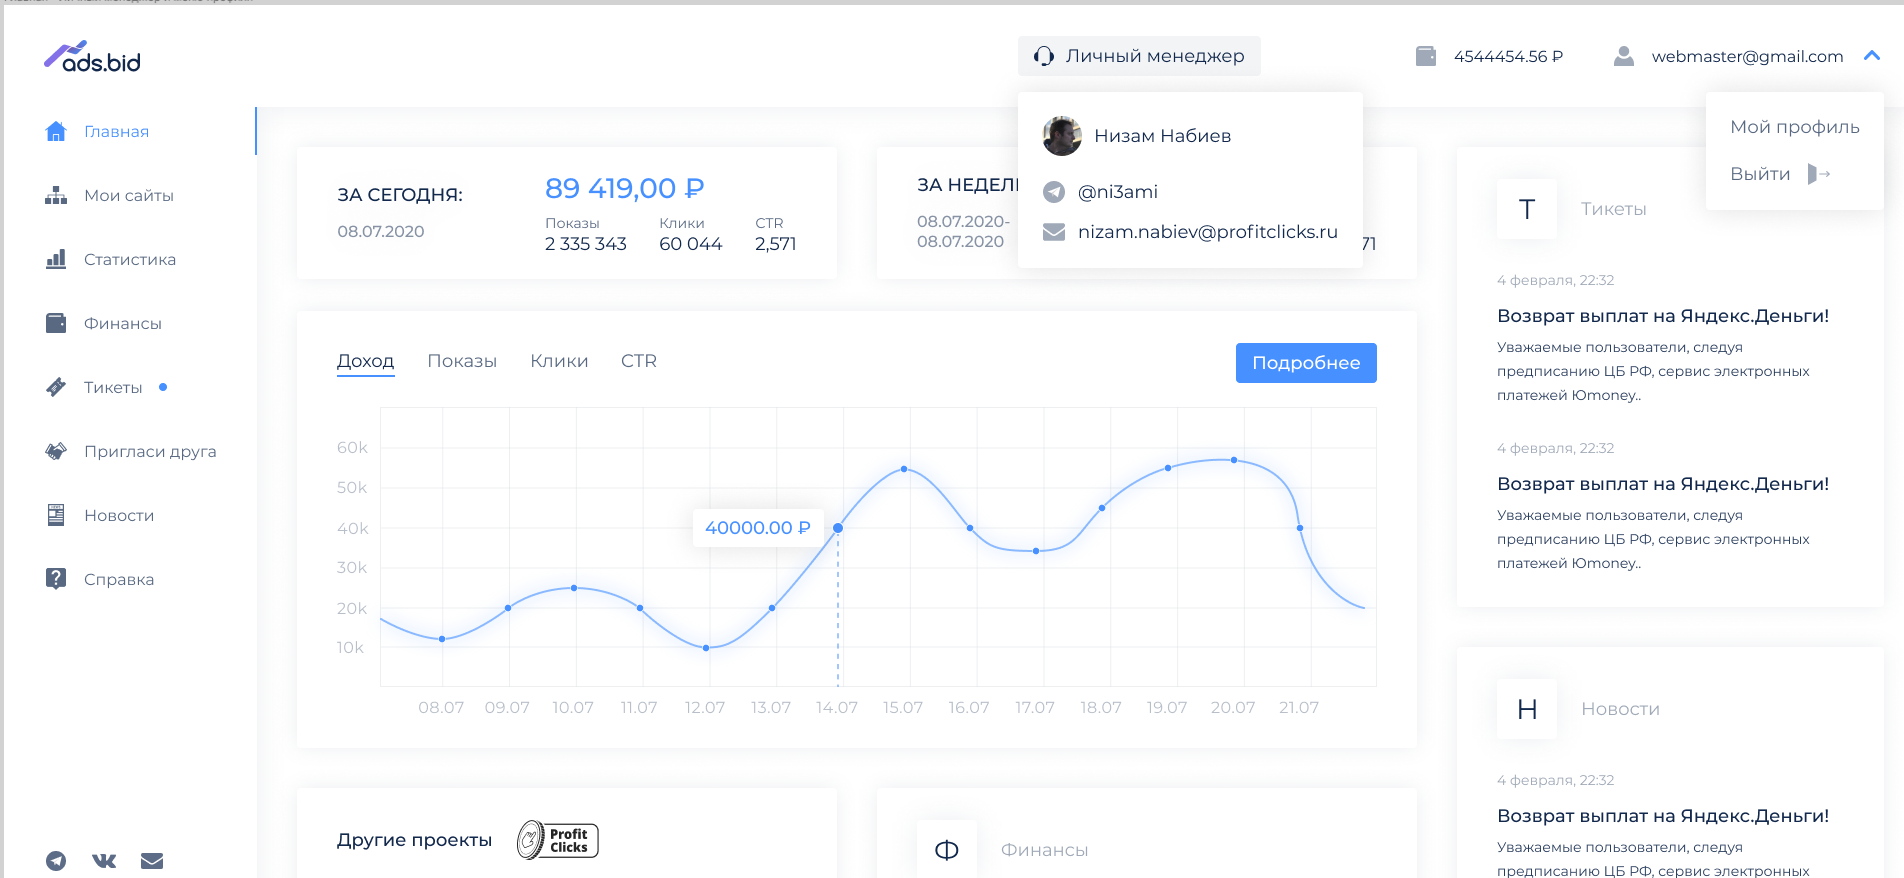 ads.bid
Личный менеджер
4544454.56 ₽
webmaster@gmail.com
Низам Набиев
@ni3ami
nizam.nabiev@profitclicks.ru
Мой профиль
Выйти
Главная
Мои сайты
Статистика
Финансы
Тикеты
Пригласи друга
Новости
Справка
ЗА СЕГОДНЯ:
08.07.2020
89 419,00 ₽
Показы Клики CTR
2 335 343 60 044 2,571
ЗА НЕДЕЛ
08.07.2020-
08.07.2020
71
Доход Показы Клики CTR
Подробнее
60k
50k
40k
30k
20k
10k
40000.00 ₽
08.07 09.07 10.07 11.07 12.07 13.07 14.07 15.07 16.07 17.07 18.07 19.07 20.07 21.07
Другие проекты
Profit
Clicks
Ф
Финансы
Т
Тикеты
4 февраля, 22:32
Возврат выплат на Яндекс.Деньги!
Уважаемые пользователи, следуя
предписанию ЦБ РФ, сервис электронных
платежей Юmoney..
4 февраля, 22:32
Возврат выплат на Яндекс.Деньги!
Уважаемые пользователи, следуя
предписанию ЦБ РФ, сервис электронных
платежей Юmoney..
Н
Новости
4 февраля, 22:32
Возврат выплат на Яндекс.Деньги!
Уважаемые пользователи, следуя
предписанию ЦБ РФ, сервис электронных